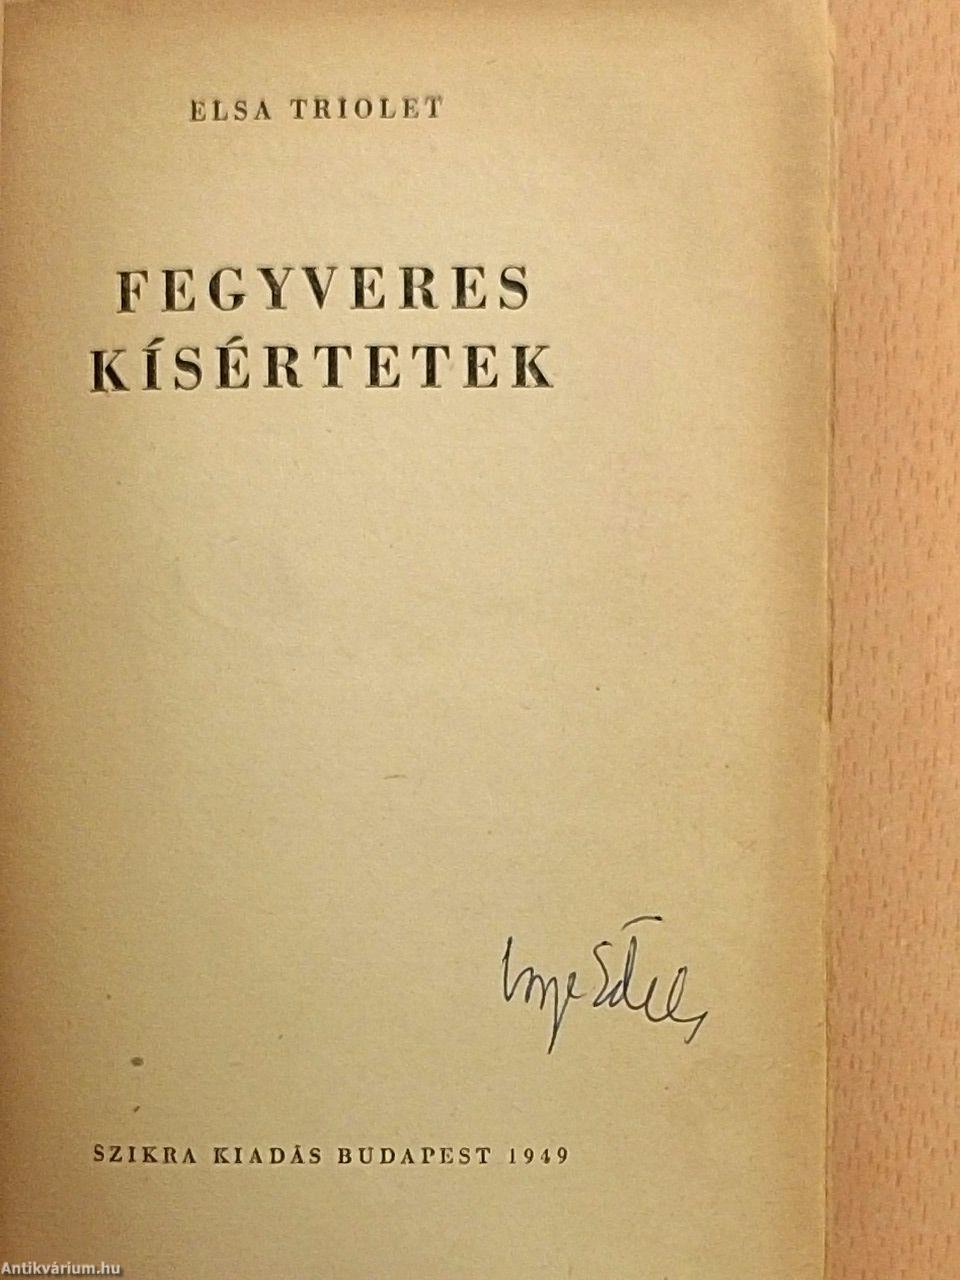 ELSA TRIOLET
FEGYVERES
KÍSÉRTETEK
SZIKRA KIADÁS BUDAPEST 1949
Antikvárium.hu